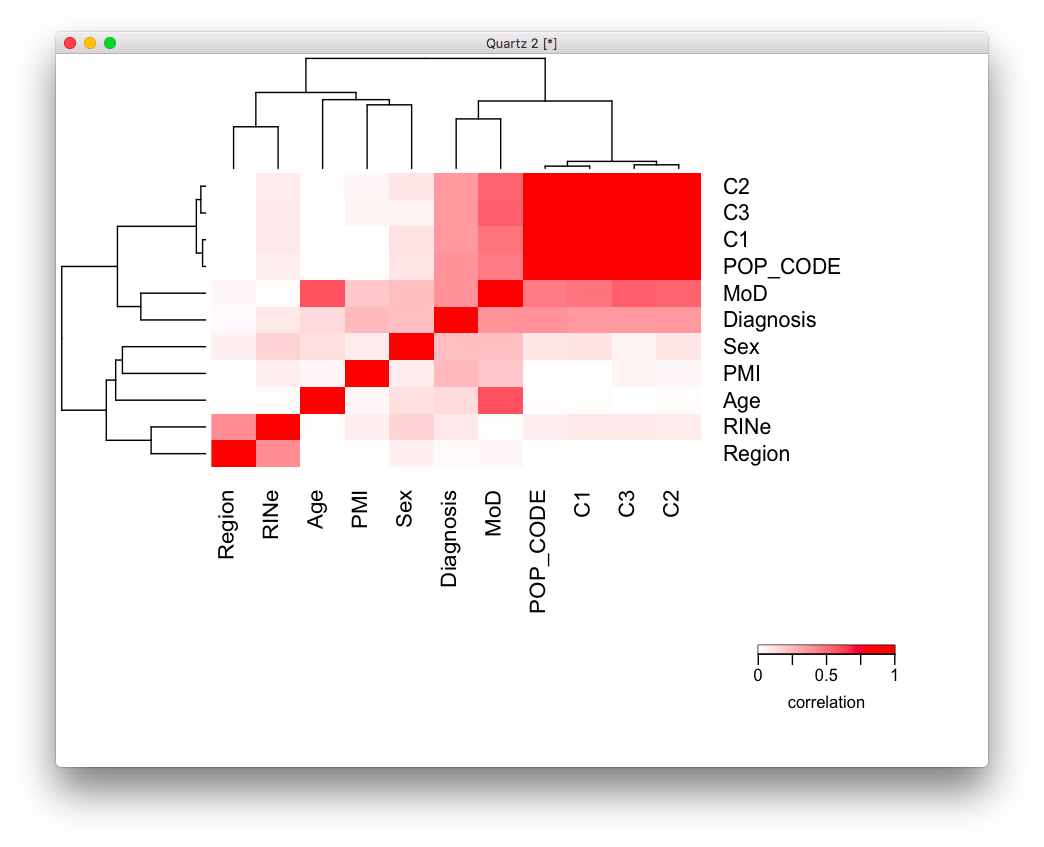 Quartz 2 [*]
C2
C3
C1
POP_CODE
MoD
Diagnosis
Sex
PMI
Age
RINe
Region
Region RINe Age PMI Sex Diagnosis MoD POP_CODE C1 C3 C2
0 0.5 1
correlation